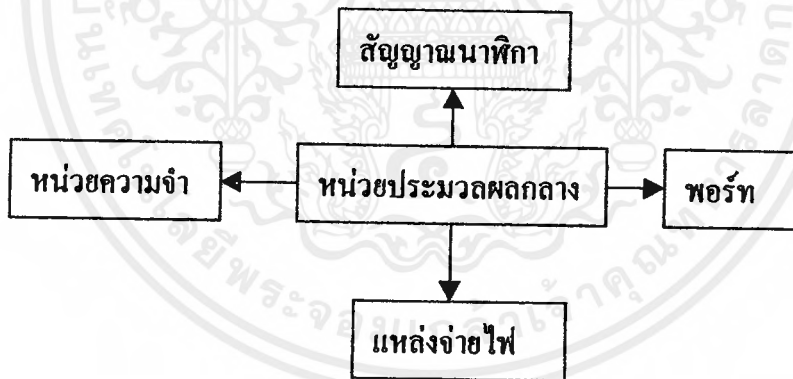 สัญญาณนาฬิกา
หน่วยความจำ
หน่วยประมวลผลกลาง
พอร์ท
แหล่งจ่ายไฟ